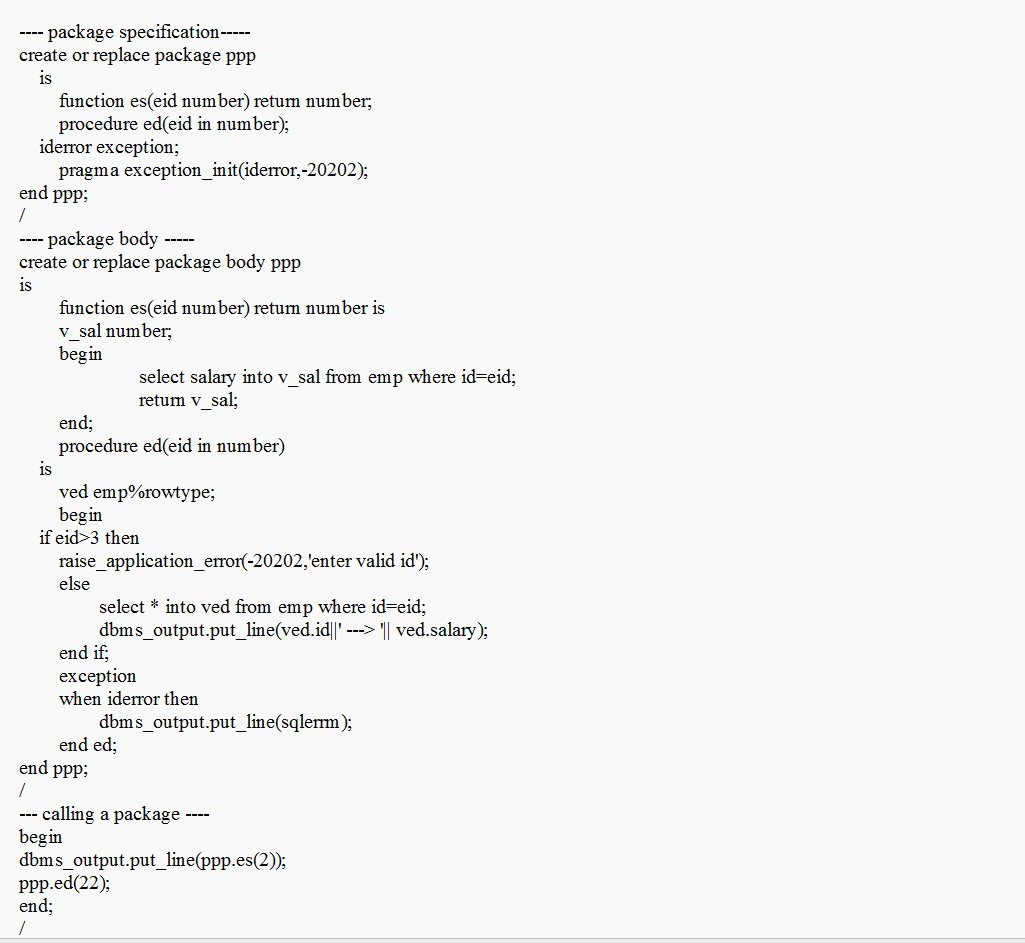 ---- package specification-----
create or replace package ppp
is
function es(eid number) return number;
procedure ed(eid in number);
iderror exception;
pragma exception_init(iderror,-20202);
end ppp;
/
---- package body -----
create or replace package body ppp
is
function es(eid number) return number is
v_sal number;
begin
select salary into v_sal from emp where id=eid;
return v_sal;
end;
procedure ed(eid in number)
is
ved emp%rowtype;
begin
if eid>3 then
raise_application_error(-20202,'enter valid id');
else
select * into ved from emp where id=eid;
dbms_output.put_line(ved.id||' ---> '|| ved.salary);
end if;
exception
when iderror then
dbms_output.put_line(sqlerrm);
end ed;
end ppp;
/
--- calling a package ----
begin
dbms_output.put_line(ppp.es(2));
ppp.ed(22);
end;
/